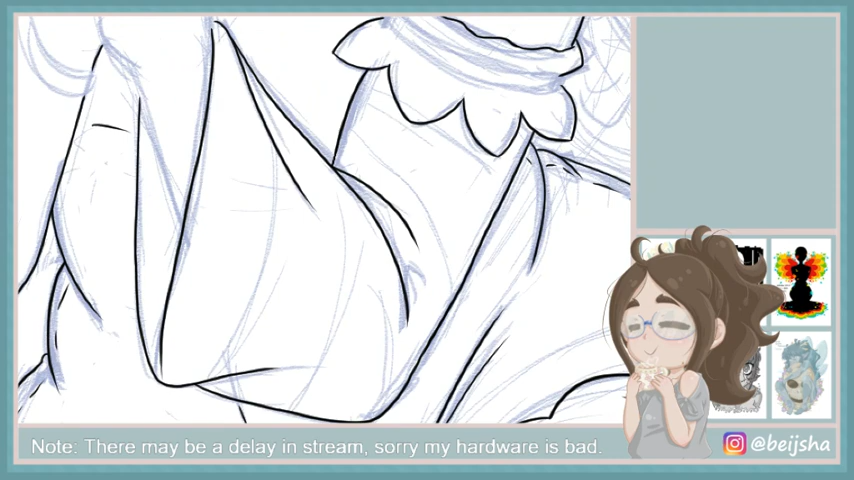 Note: There may be a delay in stream, sorry my hardware is bad.
@beijsha